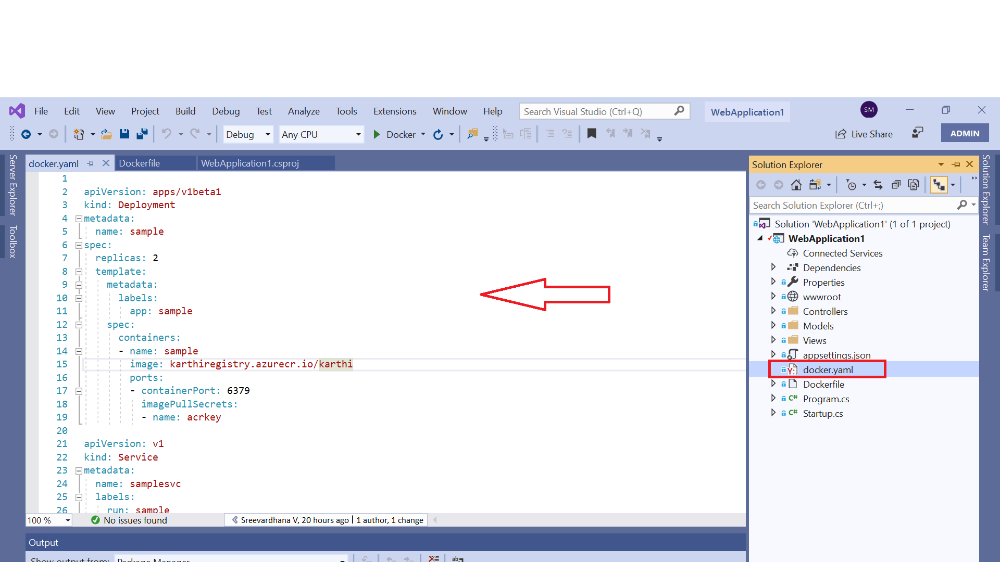 File Edit View Project Build Debug Test Analyze Tools Extensions Window Help Search Visual Studio (Ctrl+Q) WebApplication1 SM
Debug Any CPU Docker Live Share ADMIN
Server Explorer
Toolbox
docker.yaml Dockerfile WebApplication1.csproj
1
2 apiVersion: apps/v1beta1
3 kind: Deployment
4 metadata:
5 name: sample
6 spec:
7 replicas: 2
8 template:
9 metadata:
10 labels:
11 app: sample
12 spec:
13 containers:
14 - name: sample
15 image: karthiregistry.azurecr.io/karthi
16 ports:
17 - containerPort: 6379
18 imagePullSecrets:
19 - name: acrkey
20
21 apiVersion: v1
22 kind: Service
23 metadata:
24 name: samplesvc
25 labels:
26 run: sample
100 % No issues found Sreevardhana V, 20 hours ago | 1 author, 1 change
Output
Show output from: Package Manager
Solution Explorer
Search Solution Explorer (Ctrl+;)
Solution 'WebApplication1' (1 of 1 project)
WebApplication1
Connected Services
Dependencies
Properties
wwwroot
Controllers
Models
Views
appsettings.json
docker.yaml
Dockerfile
C# Program.cs
C# Startup.cs
Solution Explorer
Team Explorer